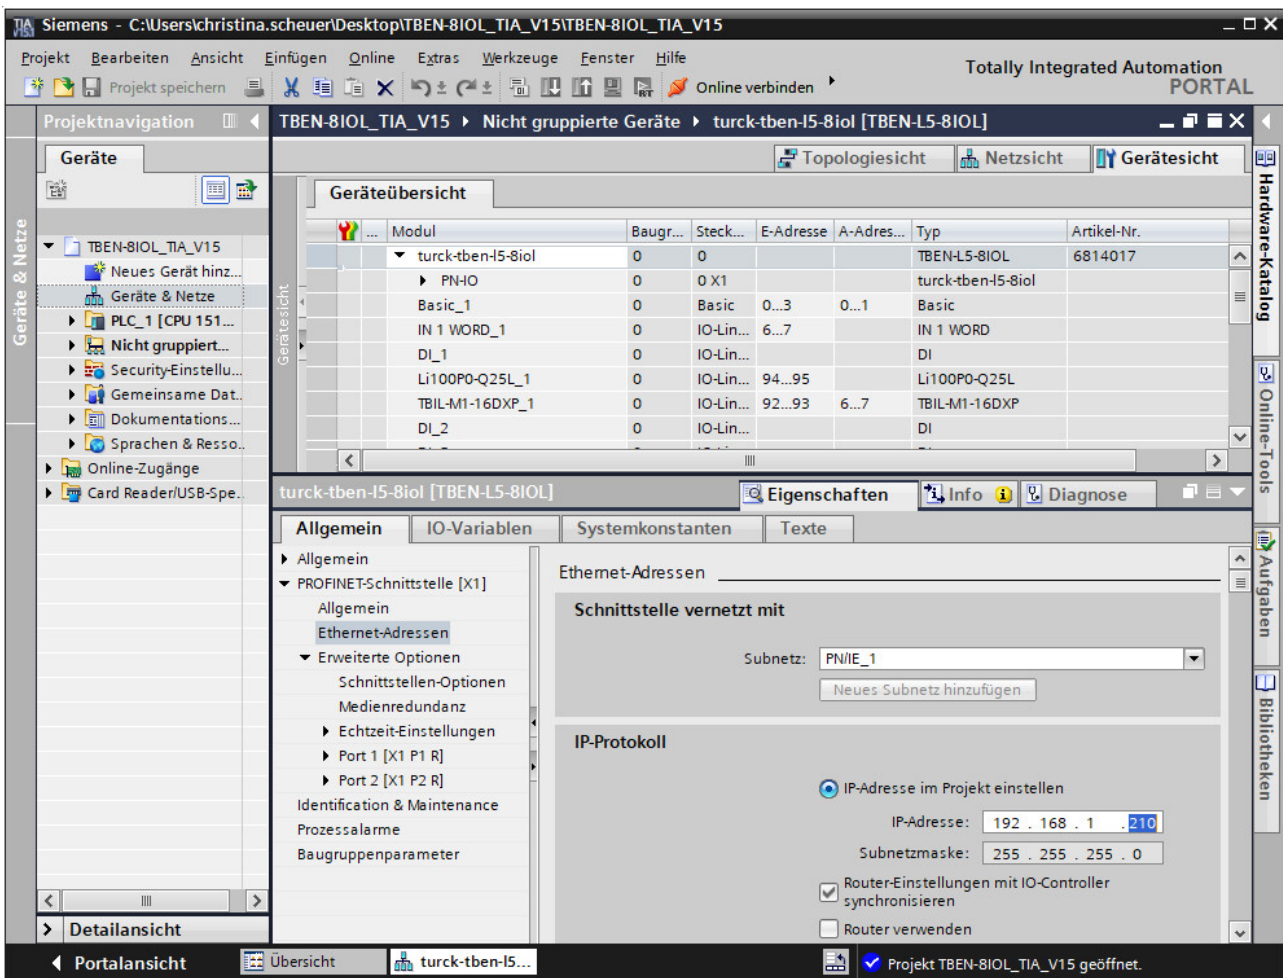 Siemens - C:\Users\christina.scheuer\Desktop\TBEN-8IOL_TIA_V15\TBEN-8IOL_TIA_V15
Projekt Bearbeiten Ansicht Einfügen Online Extras Werkzeuge Fenster Hilfe
Totally Integrated Automation
PORTAL
Projekt speichern
Online verbinden
Projektnavigation
TBEN-8IOL_TIA_V15 ▸ Nicht gruppierte Geräte ▸ turck-tben-l5-8iol [TBEN-L5-8IOL]
Geräte
Topologiesicht Netzsicht Gerätesicht
Geräte & Netze
TBEN-8IOL_TIA_V15
Neues Gerät hinz...
Geräte & Netze
PLC_1 [CPU 151...
Nicht gruppiert...
Security-Einstellu...
Gemeinsame Dat..
Dokumentations...
Sprachen & Resso..
Online-Zugänge
Card Reader/USB-Spe..
Detailansicht
Gerätesicht
Geräteübersicht
... Modul Baugr... Steck... E-Adresse A-Adres... Typ Artikel-Nr.
turck-tben-l5-8iol 0 0 TBEN-L5-8IOL 6814017
PN-IO 0 0 X1 turck-tben-l5-8iol
Basic_1 0 Basic 0...3 0...1 Basic
IN 1 WORD_1 0 IO-Lin... 6...7 IN 1 WORD
DI_1 0 IO-Lin... DI
Li100P0-Q25L_1 0 IO-Lin... 94...95 Li100P0-Q25L
TBIL-M1-16DXP_1 0 IO-Lin... 92...93 6...7 TBIL-M1-16DXP
DI_2 0 IO-Lin... DI
turck-tben-l5-8iol [TBEN-L5-8IOL]
Eigenschaften Info Diagnose
Allgemein IO-Variablen Systemkonstanten Texte
Allgemein
PROFINET-Schnittstelle [X1]
Allgemein
Ethernet-Adressen
Erweiterte Optionen
Schnittstellen-Optionen
Medienredundanz
Echtzeit-Einstellungen
Port 1 [X1 P1 R]
Port 2 [X1 P2 R]
Identification & Maintenance
Prozessalarme
Baugruppenparameter
Ethernet-Adressen
Schnittstelle vernetzt mit
Subnetz: PN/IE_1
Neues Subnetz hinzufügen
IP-Protokoll
IP-Adresse im Projekt einstellen
IP-Adresse: 192 . 168 . 1 . 210
Subnetzmaske: 255 . 255 . 255 . 0
Router-Einstellungen mit IO-Controller
synchronisieren
Router verwenden
Hardware-Katalog
Online-Tools
Aufgaben
Bibliotheken
Portalansicht
Übersicht
turck-tben-l5...
Projekt TBEN-8IOL_TIA_V15 geöffnet.